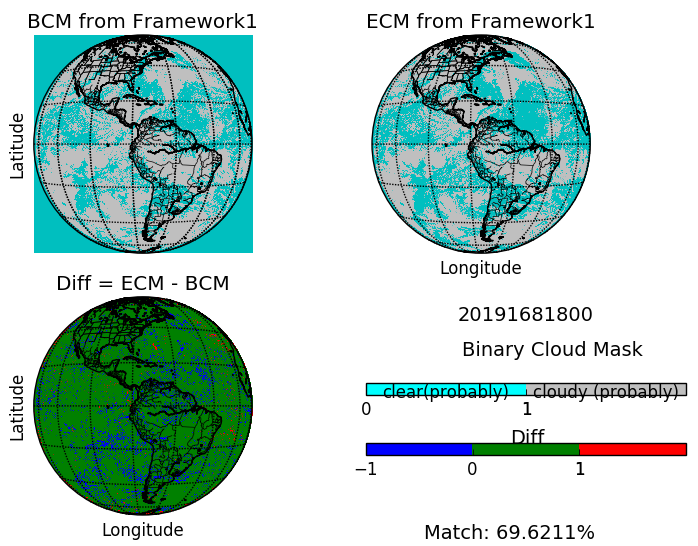 BCM from Framework1
ECM from Framework1
Latitude
Longitude
Diff = ECM - BCM
Latitude
Longitude
20191681800
Binary Cloud Mask
clear(probably) cloudy (probably)
0 1
Diff
−1 0 1
Match: 69.6211%